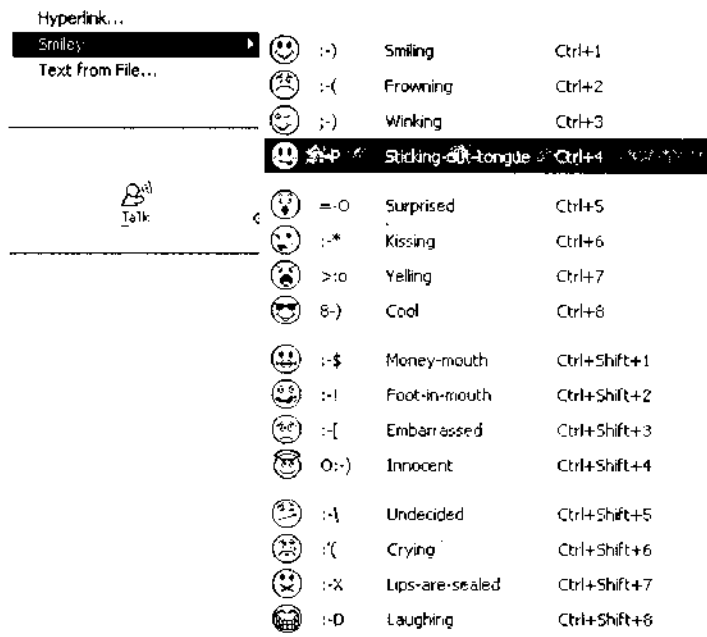 Hyperlink...
Smiley
Text from File...
Talk
:-) Smiling Ctrl+1
:-( Frowning Ctrl+2
;-) Winking Ctrl+3
:-P Sticking-out-tongue Ctrl+4
=-O Surprised Ctrl+5
:-* Kissing Ctrl+6
>:o Yelling Ctrl+7
8-) Cool Ctrl+8
:-$ Money-mouth Ctrl+Shift+1
:-! Foot-in-mouth Ctrl+Shift+2
:-[ Embarrassed Ctrl+Shift+3
O:-) Innocent Ctrl+Shift+4
:-\ Undecided Ctrl+Shift+5
:'( Crying Ctrl+Shift+6
:-X Lips-are-sealed Ctrl+Shift+7
:-D Laughing Ctrl+Shift+8